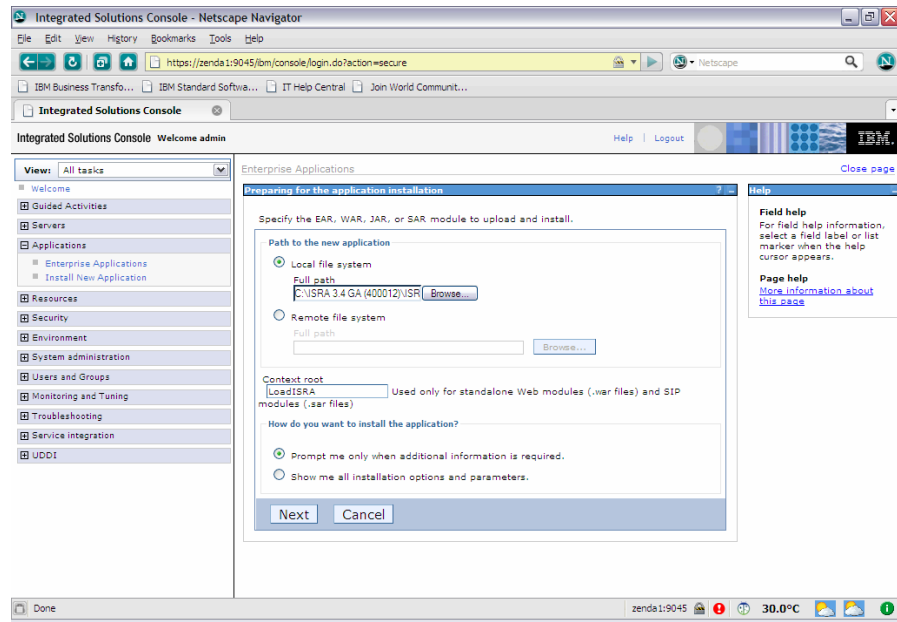 Integrated Solutions Console - Netscape Navigator
File Edit View History Bookmarks Tools Help
https://zenda1:9045/ibm/console/login.do?action=secure
Netscape
IBM Business Transfo... IBM Standard Softwa... IT Help Central Join World Communit...
Integrated Solutions Console
Integrated Solutions Console Welcome admin
Help | Logout
IBM.
View: All tasks
Welcome
Guided Activities
Servers
Applications
Enterprise Applications
Install New Application
Resources
Security
Environment
System administration
Users and Groups
Monitoring and Tuning
Troubleshooting
Service integration
UDDI
Enterprise Applications
Close page
Preparing for the application installation
Specify the EAR, WAR, JAR, or SAR module to upload and install.
Path to the new application
Local file system
Full path
C:\ISRA 3.4 GA (400012)\ISR Browse...
Remote file system
Full path
Browse...
Context root
LoadISRA Used only for standalone Web modules (.war files) and SIP
modules (.sar files)
How do you want to install the application?
Prompt me only when additional information is required.
Show me all installation options and parameters.
Next Cancel
Help
Field help
For field help information,
select a field label or list
marker when the help
cursor appears.
Page help
More information about
this page
Done
zenda1:9045
30.0°C